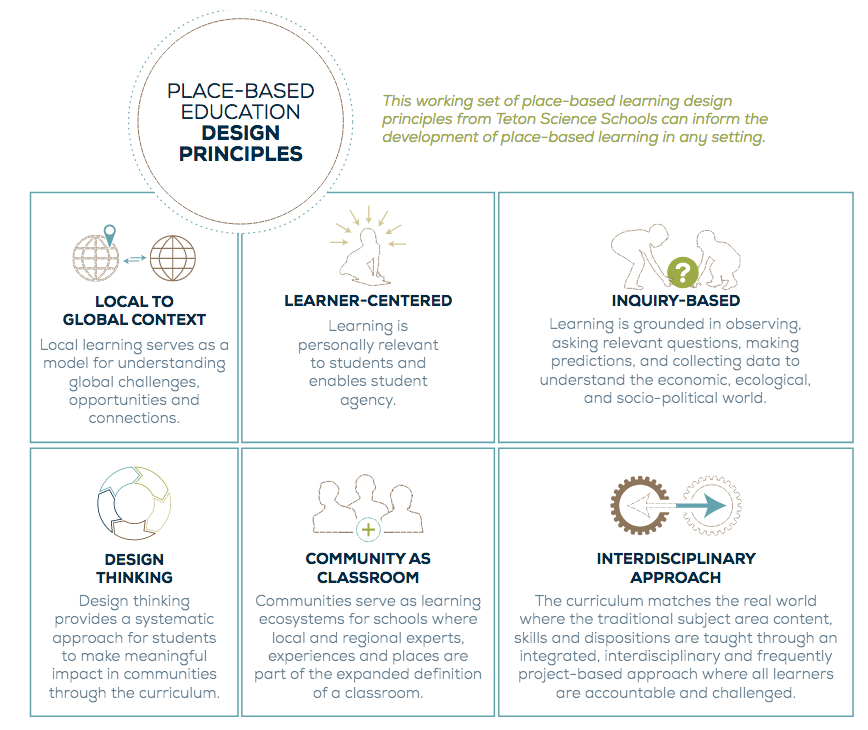 PLACE-BASED
EDUCATION
DESIGN
PRINCIPLES
This working set of place-based learning design
principles from Teton Science Schools can inform the
development of place-based learning in any setting.
LOCAL TO
GLOBAL CONTEXT
Local learning serves as a
model for understanding
global challenges,
opportunities and
connections.
LEARNER-CENTERED
Learning is
personally relevant
to students and
enables student
agency.
?
INQUIRY-BASED
Learning is grounded in observing,
asking relevant questions, making
predictions, and collecting data to
understand the economic, ecological,
and socio-political world.
DESIGN
THINKING
Design thinking
provides a systematic
approach for students
to make meaningful
impact in communities
through the curriculum.
+
COMMUNITY AS
CLASSROOM
Communities serve as learning
ecosystems for schools where
local and regional experts,
experiences and places are
part of the expanded definition
of a classroom.
INTERDISCIPLINARY
APPROACH
The curriculum matches the real world
where the traditional subject area content,
skills and dispositions are taught through an
integrated, interdisciplinary and frequently
project-based approach where all learners
are accountable and challenged.